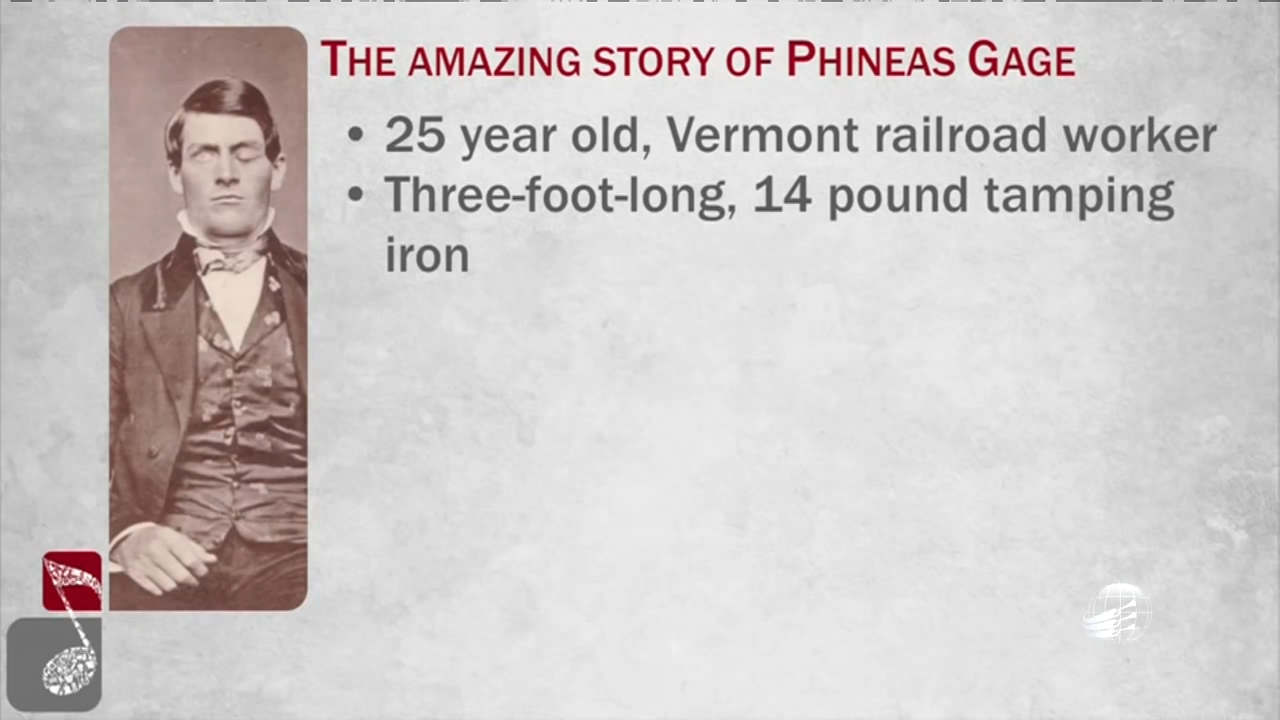 THE AMAZING STORY OF PHINEAS GAGE
• 25 year old, Vermont railroad worker
• Three-foot-long, 14 pound tamping
iron